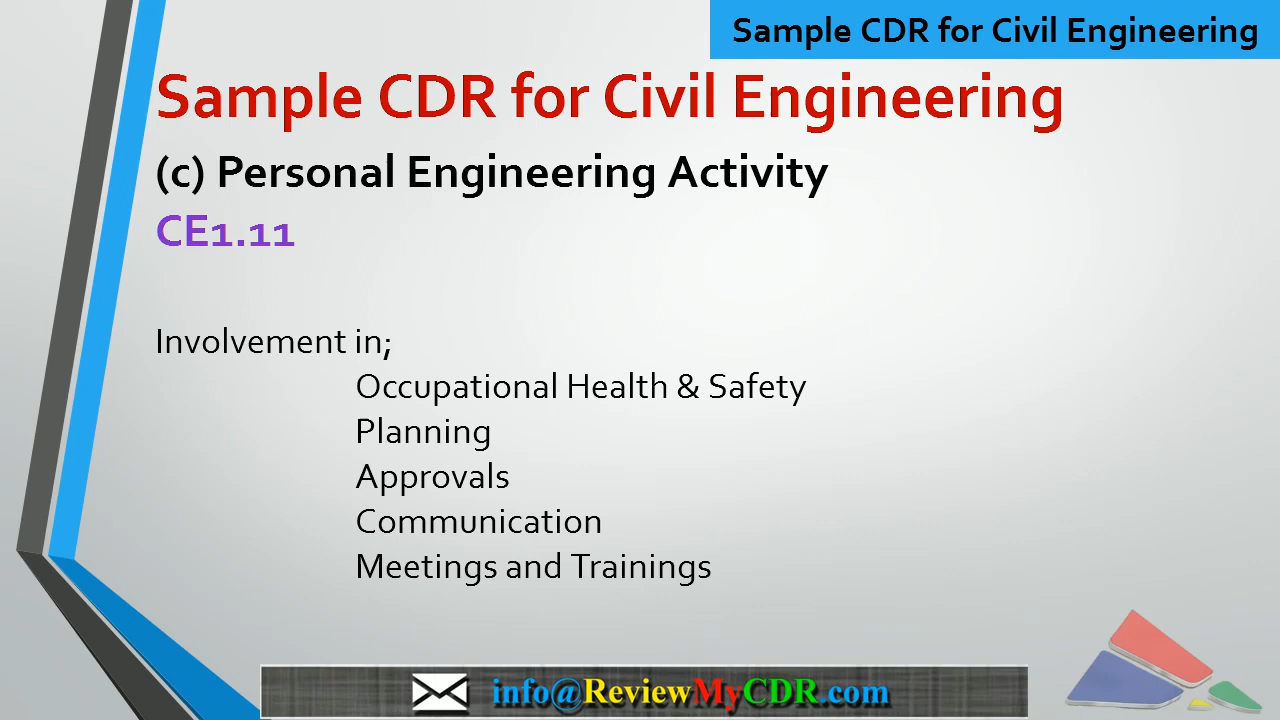 Sample CDR for Civil Engineering
Sample CDR for Civil Engineering
(c) Personal Engineering Activity
CE1.11
Involvement in;
Occupational Health & Safety
Planning
Approvals
Communication
Meetings and Trainings
info@ReviewMyCDR.com